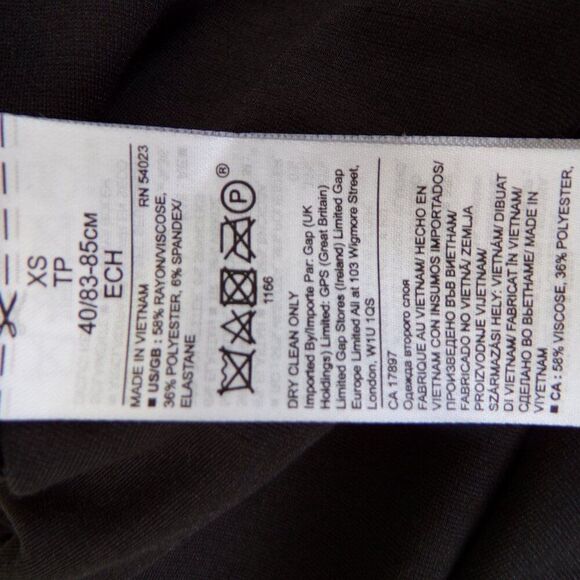 XS
TP
40/83-85CM
ECH
MADE IN VIETNAM RN 54023
■ US/GB : 58% RAYON/VISCOSE,
36% POLYESTER, 6% SPANDEX/
ELASTANE
P
®
1166
DRY CLEAN ONLY
Imported By/Importe Par: Gap (UK
Holdings) Limited: GPS (Great Britain)
Limited Gap Stores (Ireland) Limited Gap
Europe Limited All at 103 Wigmore Street,
London, W1U 1QS
CA 17897
Одежда второго слоя
FABRIQUE AU VIETNAM/ HECHO EN
VIETNAM CON INSUMOS IMPORTADOS/
ПРОИЗВЕДЕНО ВЪВ ВИЕТНАМ/
FABRICADO NO VIETNÃ, ZEMLJA
PROIZVODNJE VIJETNAM/
SZÁRMAZÁSI HELY: VIETNÁM/ DIBUAT
DI VIETNAM/ FABRICAT ÎN VIETNAM/
СДЕЛАНО ВО ВЬЕТНАМЕ/ MADE IN
VIYETNAM
■ CA : 58% VISCOSE, 36% POLYESTER,